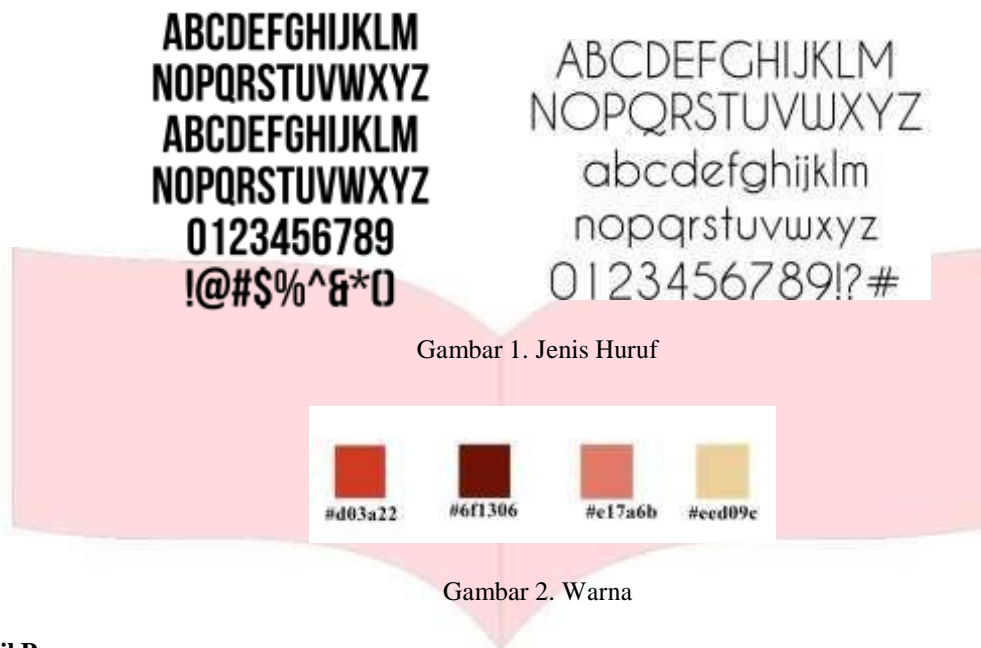 ABCDEFGHIJKLM
NOPQRSTUVWXYZ
ABCDEFGHIJKLM
NOPQRSTUVWXYZ
0123456789
!@#$%^&*()
ABCDEFGHIJKLM
NOPQRSTUVWXYZ
abcdefghijklm
nopqrstuvwxyz
0123456789!?#
Gambar 1. Jenis Huruf
#d03a22 #6f1306 #e17a6b #ecd09c
Gambar 2. Warna